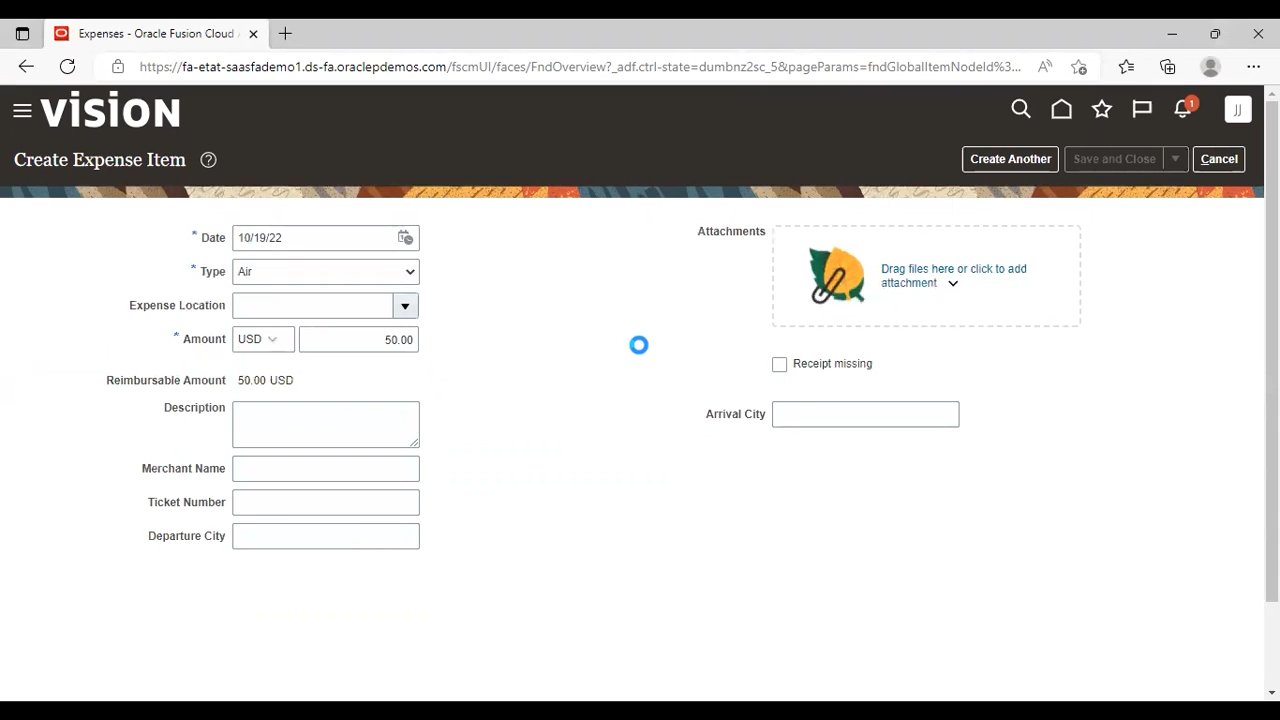 Expenses - Oracle Fusion Cloud
https://fa-etat-saasfademo1.ds-fa.oraclepdemos.com/fscmUI/faces/FndOverview?_adf.ctrl-state=dumbnz2sc_5&pageParams=fndGlobalItemNodeId%3...
VISION
1
JJ
Create Expense Item ?
Create Another
Save and Close
Cancel
* Date 10/19/22
* Type Air
Expense Location
* Amount USD 50.00
Reimbursable Amount 50.00 USD
Description
Merchant Name
Ticket Number
Departure City
Attachments
Drag files here or click to add
attachment
Receipt missing
Arrival City